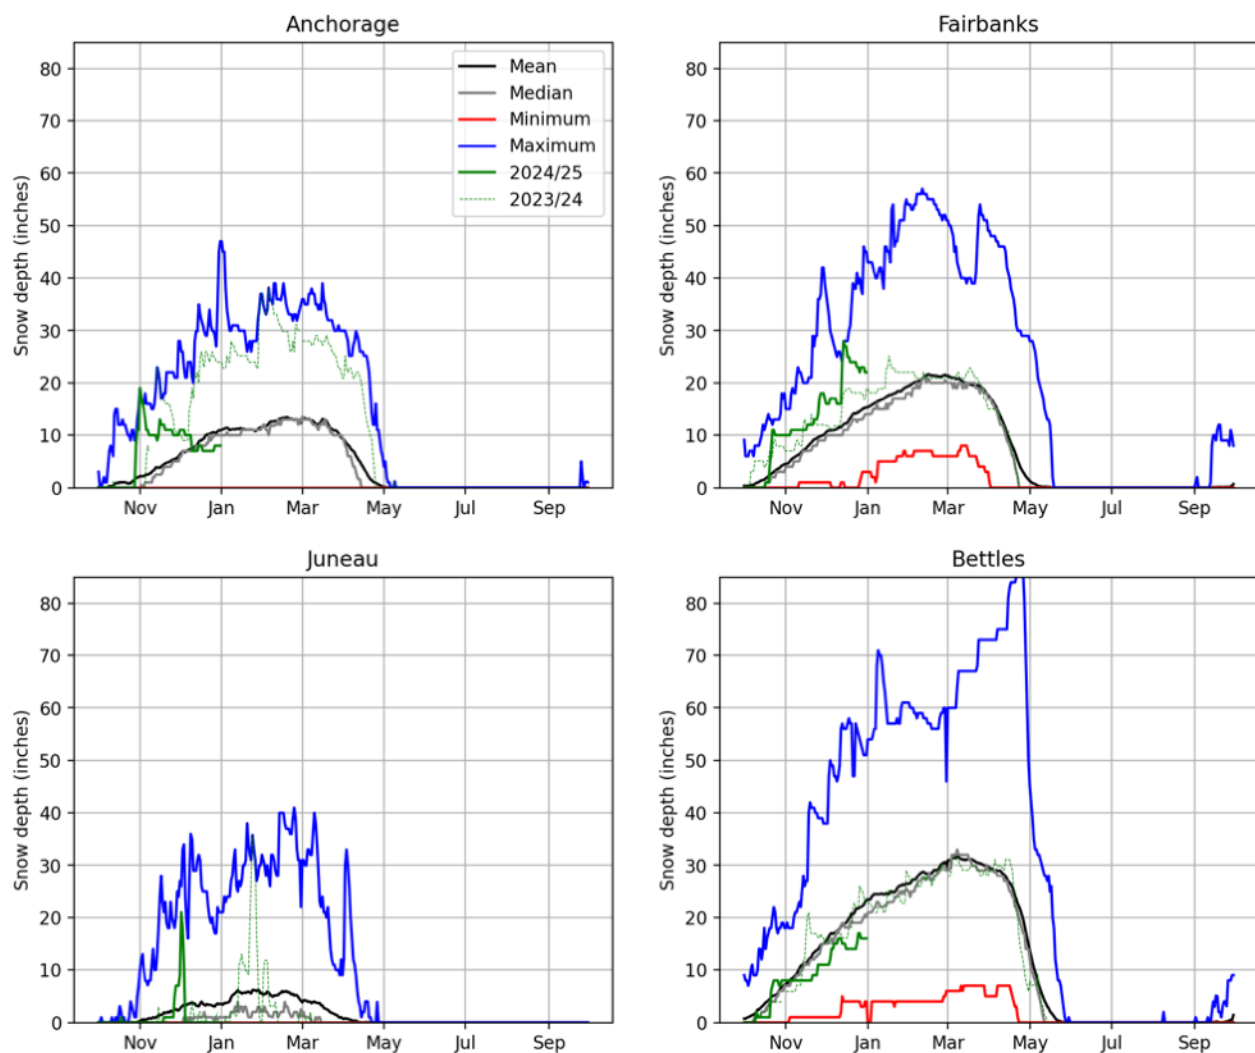 Anchorage
Snow depth (inches)
80
70
60
50
40
30
20
10
0
Nov Jan Mar May Jul Sep
Mean
Median
Minimum
Maximum
2024/25
2023/24
Fairbanks
Snow depth (inches)
80
70
60
50
40
30
20
10
0
Nov Jan Mar May Jul Sep
Juneau
Snow depth (inches)
80
70
60
50
40
30
20
10
0
Nov Jan Mar May Jul Sep
Bettles
Snow depth (inches)
80
70
60
50
40
30
20
10
0
Nov Jan Mar May Jul Sep